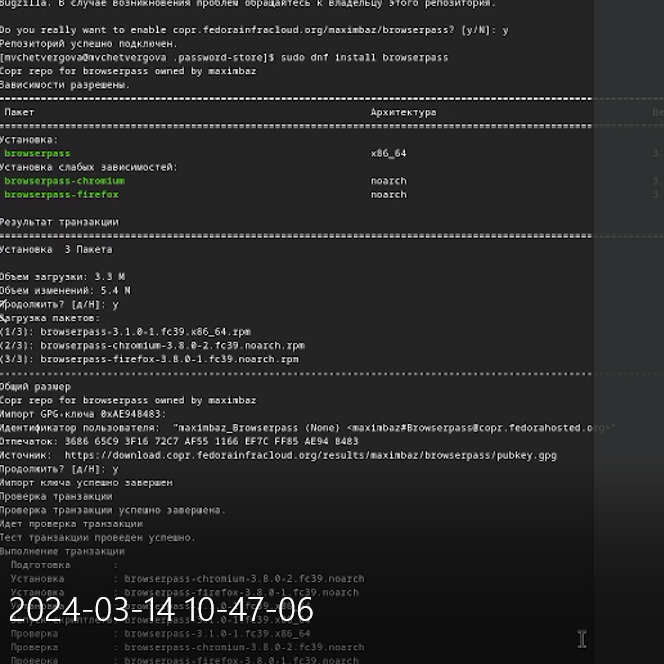 Bugzilla. В случае возникновения проблем обращайтесь к владельцу этого репозитория.
Do you really want to enable copr.fedorainfracloud.org/maximbaz/browserpass? [y/N]: y
Репозиторий успешно подключен.
[mvchetvergova@mvchetvergova .password-store]$ sudo dnf install browserpass
Copr repo for browserpass owned by maximbaz
Зависимости разрешены.
Пакет Архитектура
Установка:
browserpass x86_64
Установка слабых зависимостей:
browserpass-chromium noarch
browserpass-firefox noarch
Результат транзакции
Установка 3 Пакета
Объем загрузки: 3.3 M
Объем изменений: 5.4 M
Продолжить? [д/Н]: y
Загрузка пакетов:
(1/3): browserpass-3.1.0-1.fc39.x86_64.rpm
(2/3): browserpass-chromium-3.8.0-2.fc39.noarch.rpm
(3/3): browserpass-firefox-3.8.0-1.fc39.noarch.rpm
Общий размер
Copr repo for browserpass owned by maximbaz
Импорт GPG-ключа 0xAE948483:
Идентификатор пользователя: "maximbaz_browserpass (None) <maximbaz#browserpass@copr.fedorahosted.org>"
Отпечаток: 3686 65C9 3F16 72C7 AF55 1166 EF7C FF85 AE94 8483
Источник: https://download.copr.fedorainfracloud.org/results/maximbaz/browserpass/pubkey.gpg
Продолжить? [д/Н]: y
Импорт ключа успешно завершен
Проверка транзакции
Проверка транзакции успешно завершена.
Идет проверка транзакции
Тест транзакции проведен успешно.
Выполнение транзакции
Подготовка :
Установка : browserpass-chromium-3.8.0-2.fc39.noarch
Установка : browserpass-firefox-3.8.0-1.fc39.noarch
2024-03-14 10-47-06
Проверка : browserpass-3.1.0-1.fc39.x86_64
Проверка : browserpass-chromium-3.8.0-2.fc39.noarch
Проверка : browserpass-firefox-3.8.0-1.fc39.noarch